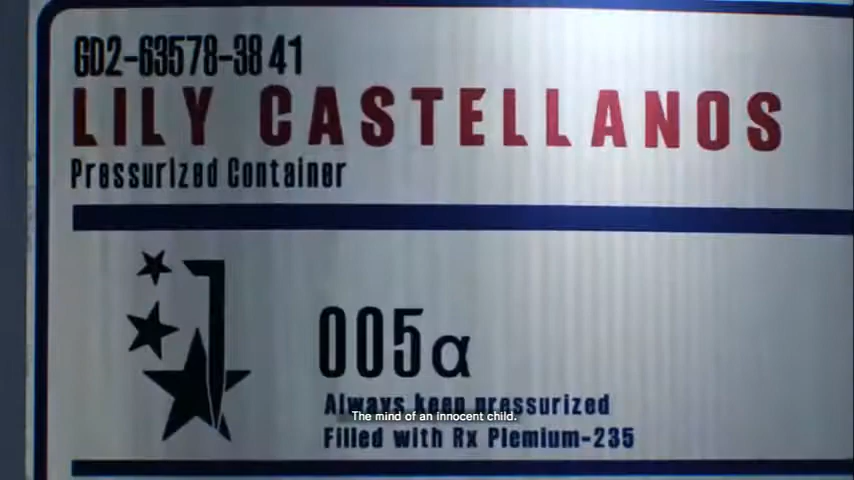 GD2-63578-38 41
LILY CASTELLANOS
Pressurized Container
005α
Always keep pressurized
The mind of an innocent child.
Filled with Rx Plemium-235